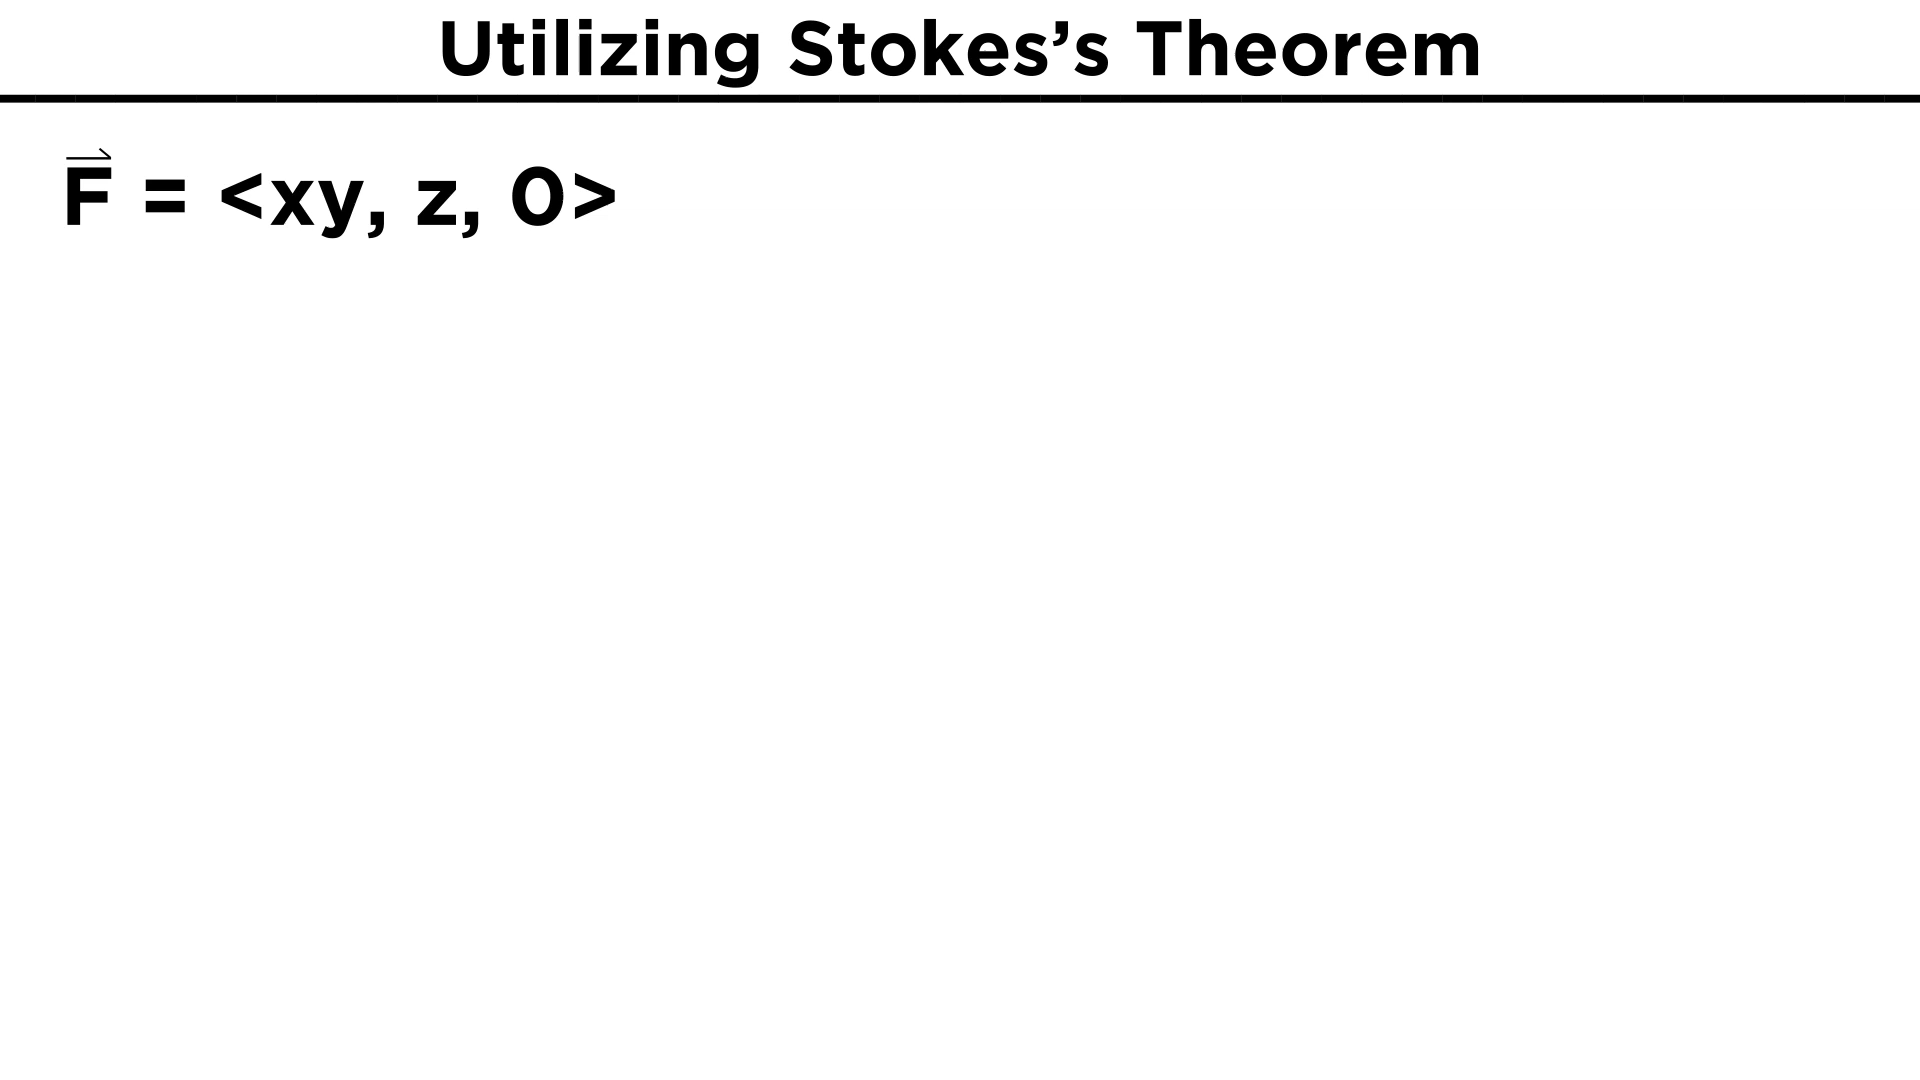 Utilizing Stokes’s Theorem
F⃗ = <xy, z, 0>